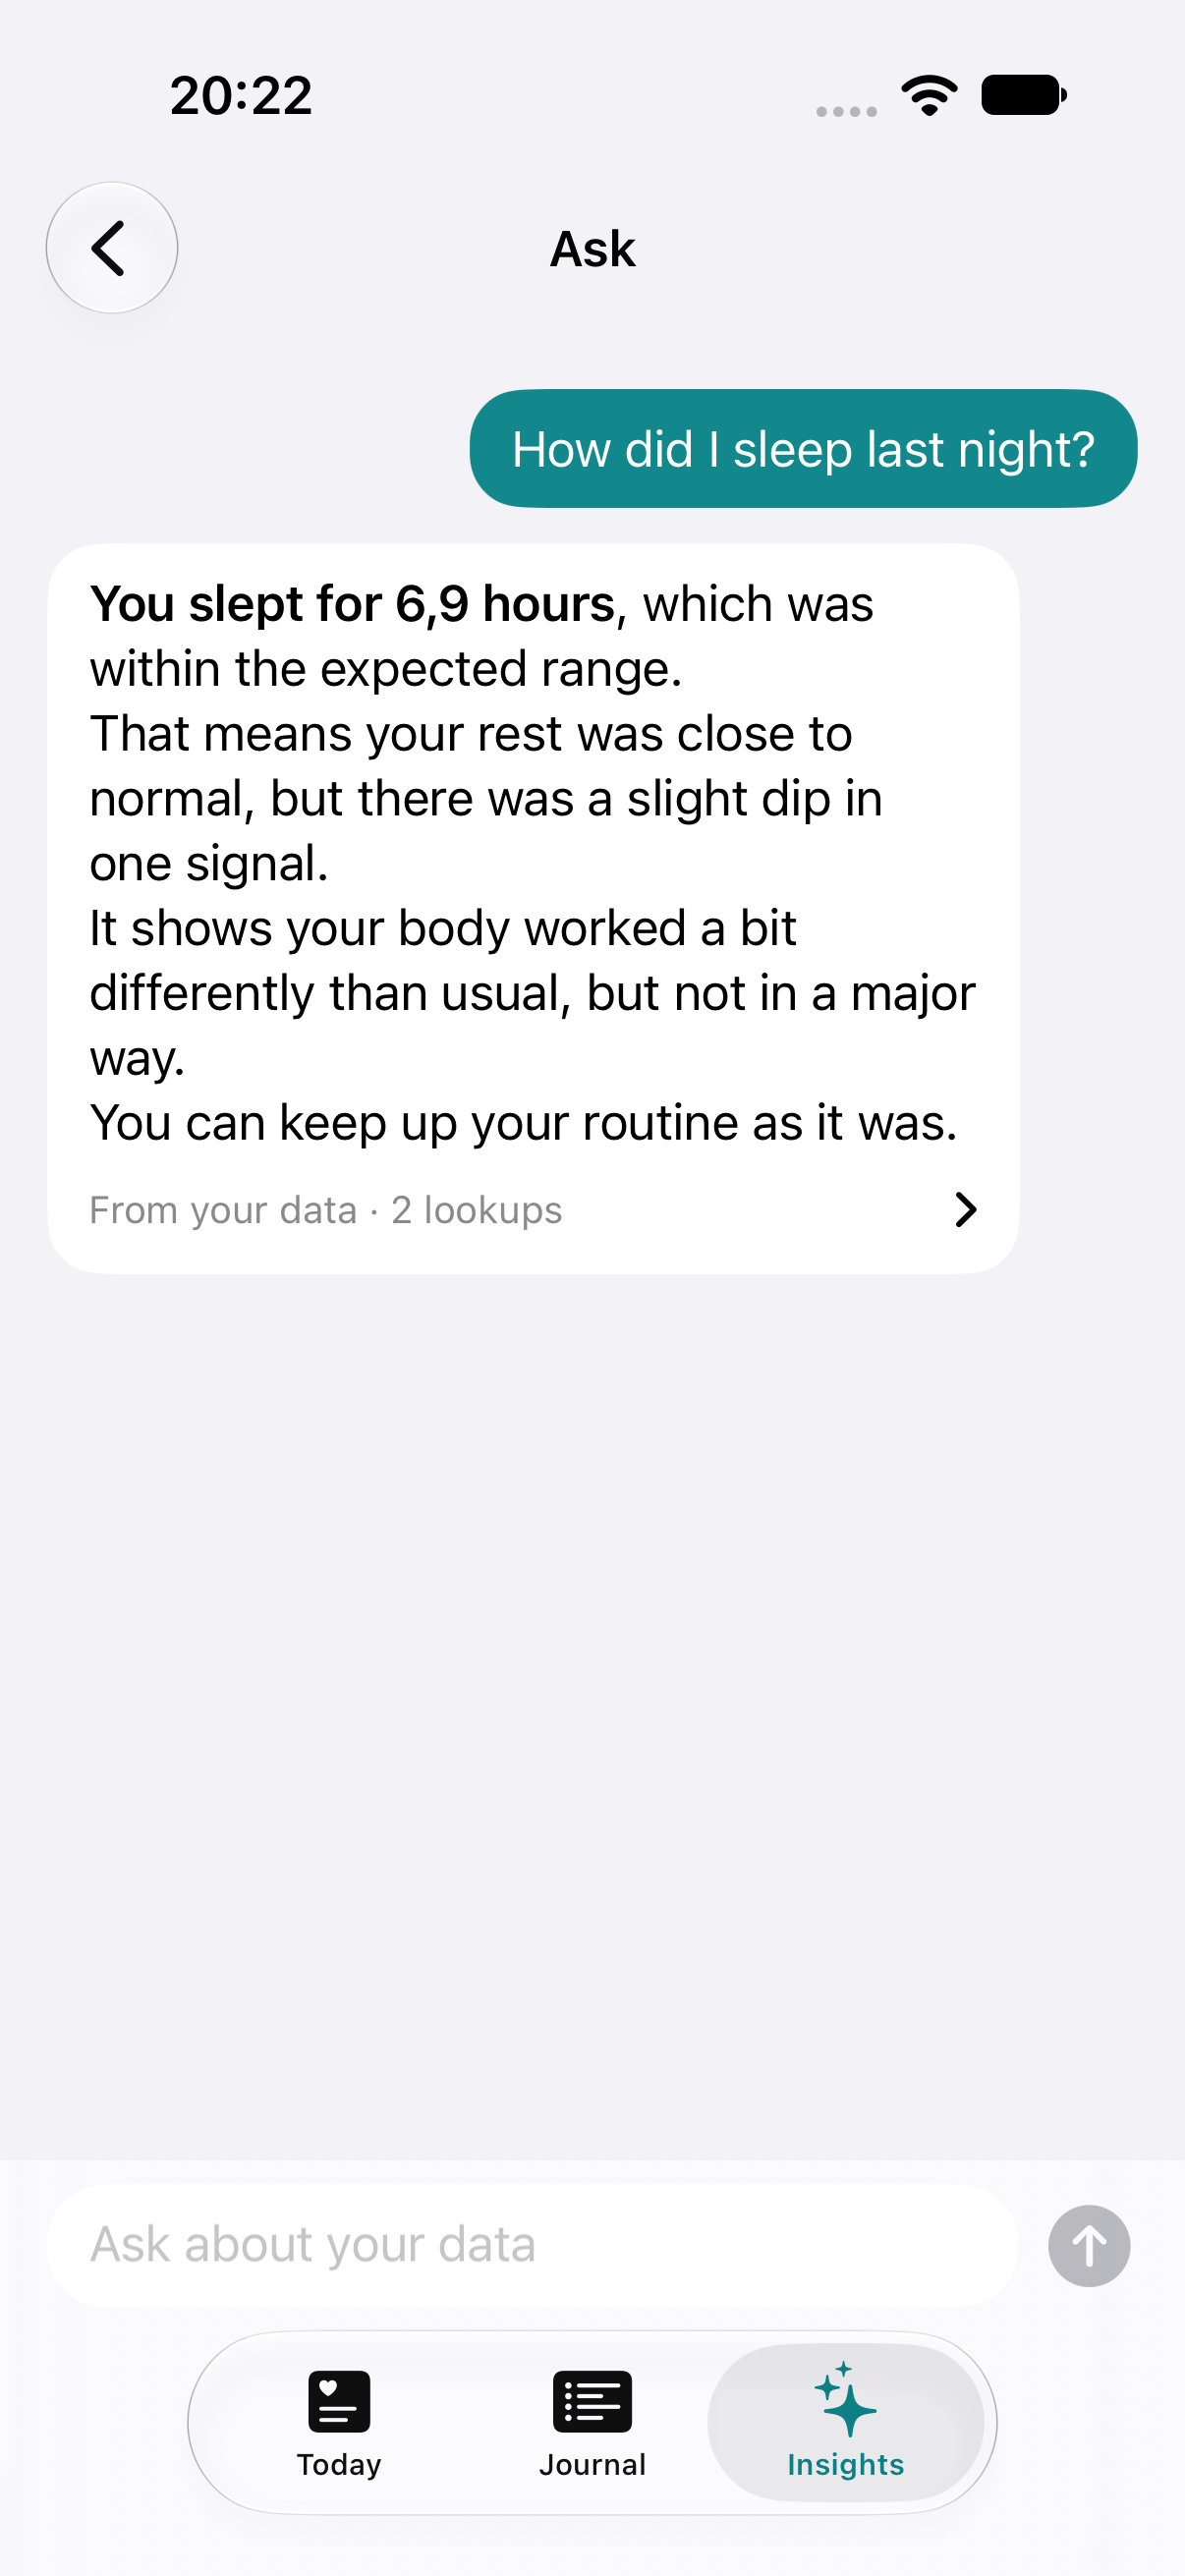 20:22
Ask
How did I sleep last night?
You slept for 6,9 hours, which was
within the expected range.
That means your rest was close to
normal, but there was a slight dip in
one signal.
It shows your body worked a bit
differently than usual, but not in a major
way.
You can keep up your routine as it was.
From your data · 2 lookups
Ask about your data
Today
Journal
Insights